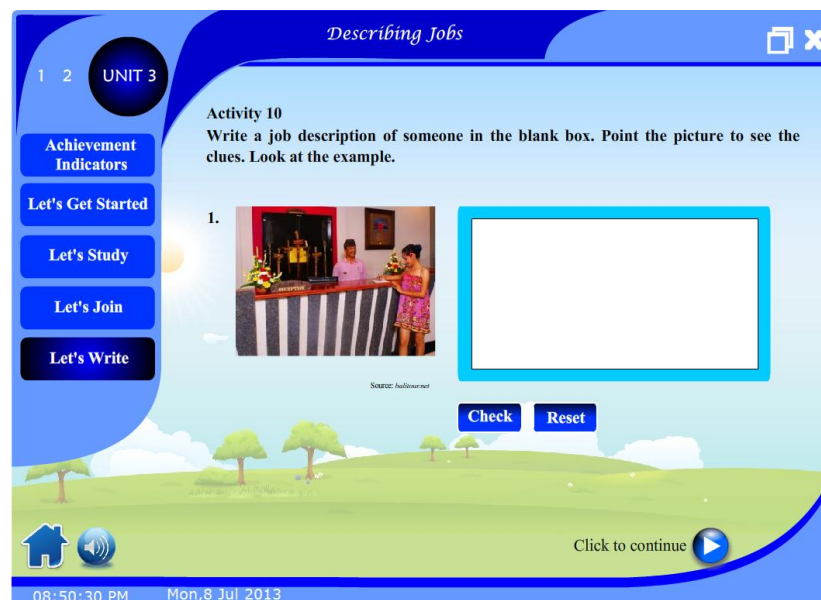 Describing Jobs
1 2 UNIT 3
Activity 10
Write a job description of someone in the blank box. Point the picture to see the
clues. Look at the example.
Achievement
Indicators
Let's Get Started
Let's Study
Let's Join
Let's Write
1.
RECEPTION
Source: balitour.net
Check Reset
Click to continue
08:50:30 PM Mon,8 Jul 2013